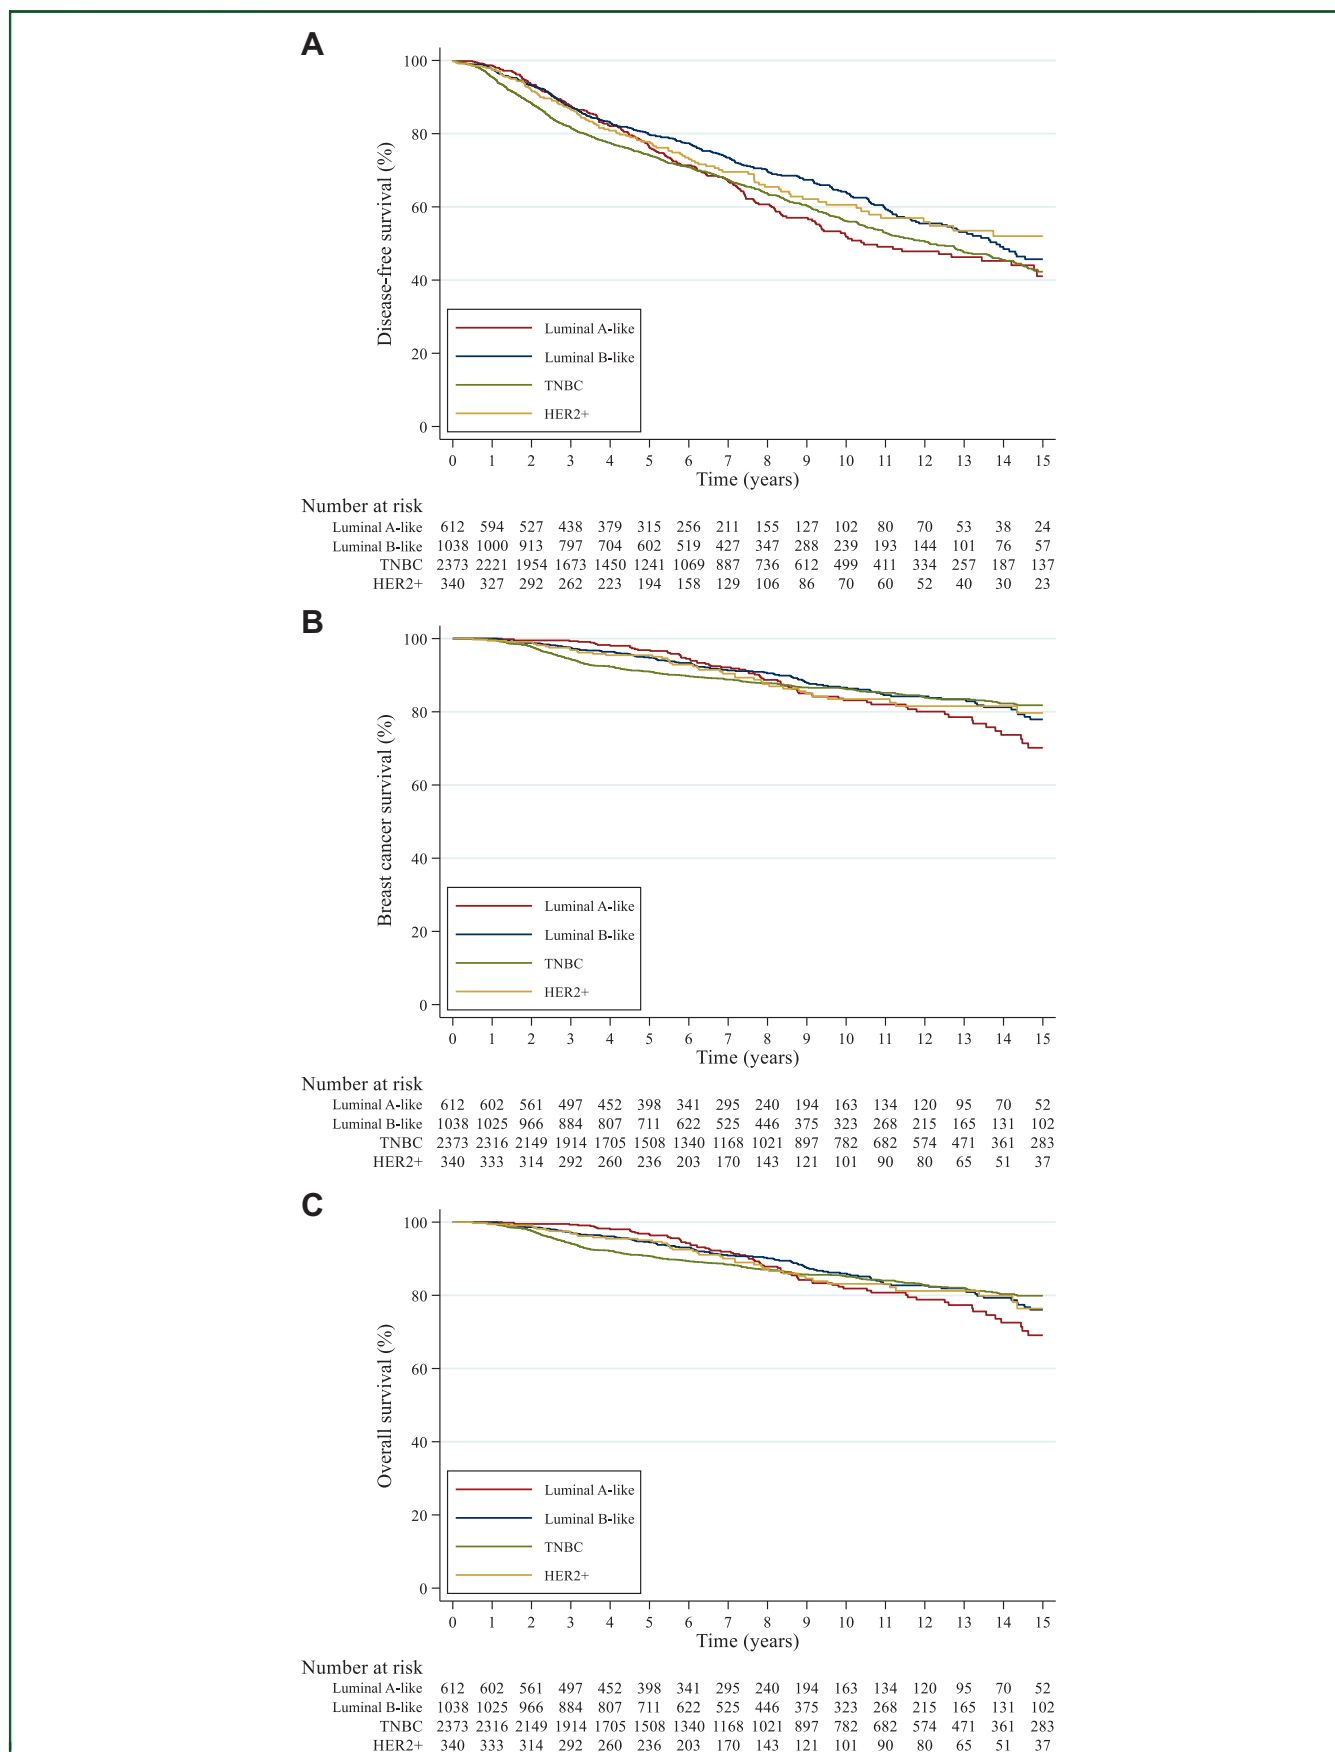 A
100
80
60
40
20
0
Disease-free survival (%)
Luminal A-like
Luminal B-like
TNBC
HER2+
0 1 2 3 4 5 6 7 8 9 10 11 12 13 14 15
Time (years)
Number at risk
Luminal A-like 612 594 527 438 379 315 256 211 155 127 102 80 70 53 38 24
Luminal B-like 1038 1000 913 797 704 602 519 427 347 288 239 193 144 101 76 57
TNBC 2373 2221 1954 1673 1450 1241 1069 887 736 612 499 411 334 257 187 137
HER2+ 340 327 292 262 223 194 158 129 106 86 70 60 52 40 30 23
B
100
80
60
40
20
0
Breast cancer survival (%)
Luminal A-like
Luminal B-like
TNBC
HER2+
0 1 2 3 4 5 6 7 8 9 10 11 12 13 14 15
Time (years)
Number at risk
Luminal A-like 612 602 561 497 452 398 341 295 240 194 163 134 120 95 70 52
Luminal B-like 1038 1025 966 884 807 711 622 525 446 375 323 268 215 165 131 102
TNBC 2373 2316 2149 1914 1705 1508 1340 1168 1021 897 782 682 574 471 361 283
HER2+ 340 333 314 292 260 236 203 170 143 121 101 90 80 65 51 37
C
100
80
60
40
20
0
Overall survival (%)
Luminal A-like
Luminal B-like
TNBC
HER2+
0 1 2 3 4 5 6 7 8 9 10 11 12 13 14 15
Time (years)
Number at risk
Luminal A-like 612 602 561 497 452 398 341 295 240 194 163 134 120 95 70 52
Luminal B-like 1038 1025 966 884 807 711 622 525 446 375 323 268 215 165 131 102
TNBC 2373 2316 2149 1914 1705 1508 1340 1168 1021 897 782 682 574 471 361 283
HER2+ 340 333 314 292 260 236 203 170 143 121 101 90 80 65 51 37